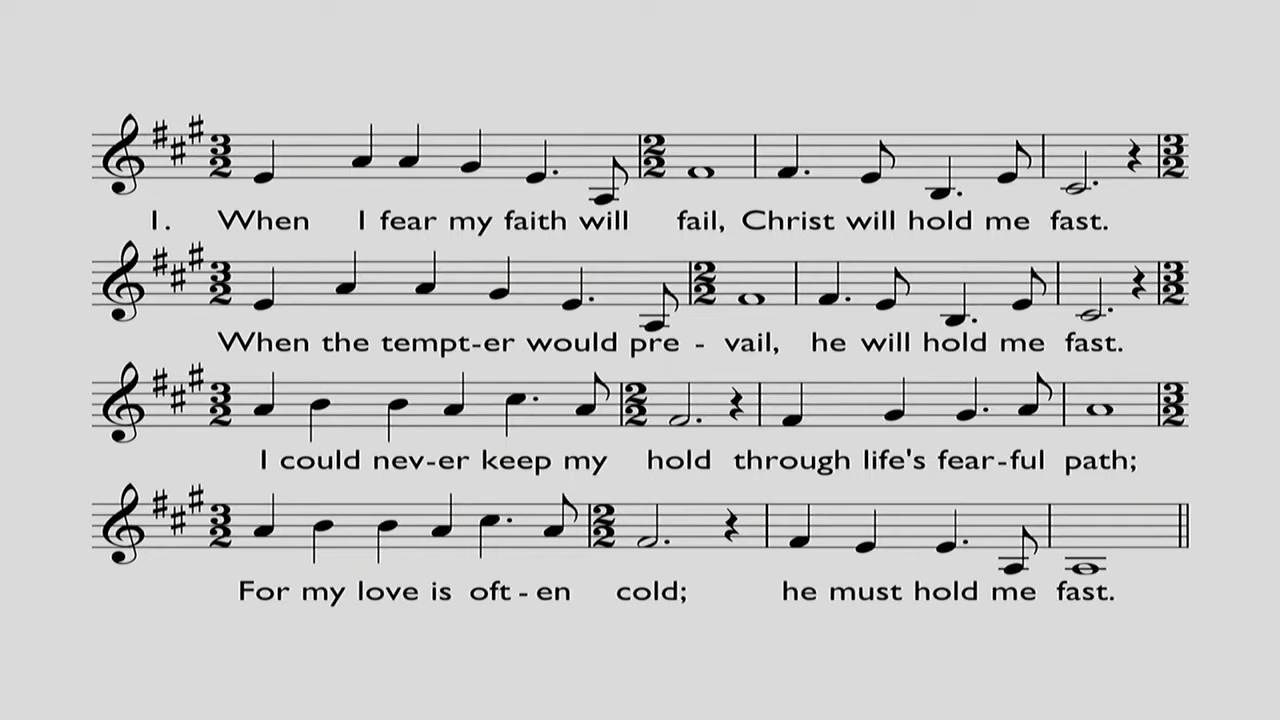 1. When I fear my faith will fail, Christ will hold me fast.
When the tempt-er would pre - vail, he will hold me fast.
I could nev-er keep my hold through life's fear-ful path;
For my love is oft - en cold; he must hold me fast.